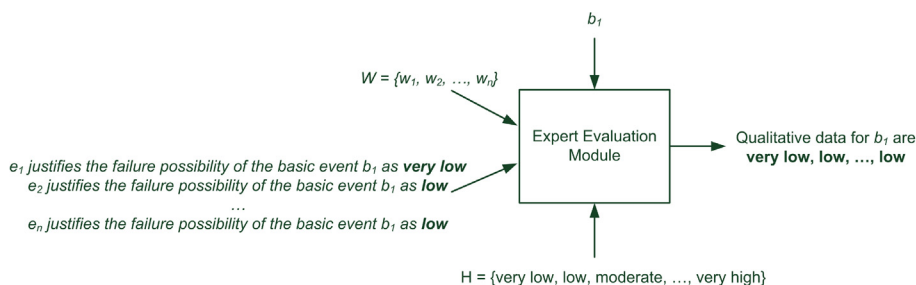 b₁
W = {w₁, w₂, …, wₙ}
Expert Evaluation
Module
Qualitative data for b₁ are
very low, low, …, low
e₁ justifies the failure possibility of the basic event b₁ as very low
e₂ justifies the failure possibility of the basic event b₁ as low
…
eₙ justifies the failure possibility of the basic event b₁ as low
H = {very low, low, moderate, …, very high}